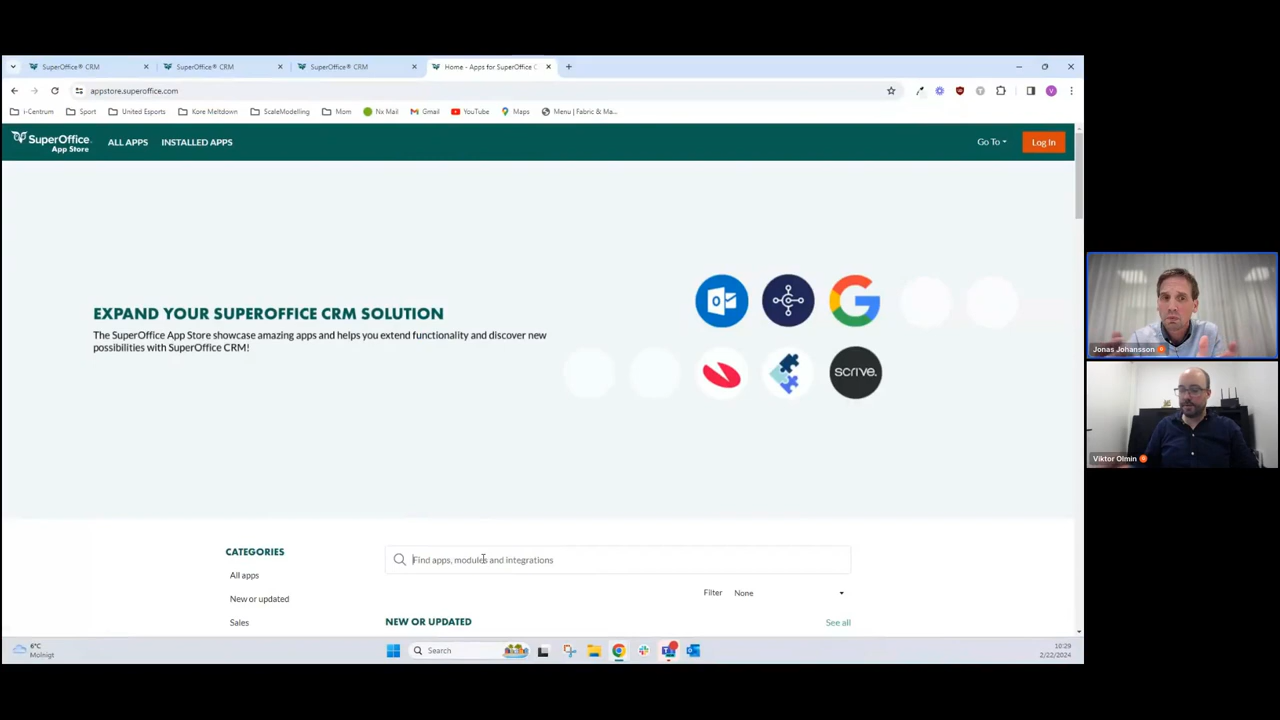 SuperOffice® CRM
SuperOffice® CRM
SuperOffice® CRM
Home - Apps for SuperOffice C
appstore.superoffice.com
i-Centrum
Sport
United Esports
Kore Meltdown
ScaleModelling
Mom
Nx Mail
Gmail
YouTube
Maps
Menu | Fabric & Ma...
SuperOffice.
App Store
ALL APPS
INSTALLED APPS
Go To
Log In
EXPAND YOUR SUPEROFFICE CRM SOLUTION
The SuperOffice App Store showcase amazing apps and helps you extend functionality and discover new
possibilities with SuperOffice CRM!
scrive.
Jonas Johansson
Viktor Olmin
CATEGORIES
All apps
New or updated
Sales
Find apps, modules and integrations
Filter
None
NEW OR UPDATED
See all
6°C
Molnigt
Search
10:29
2/22/2024